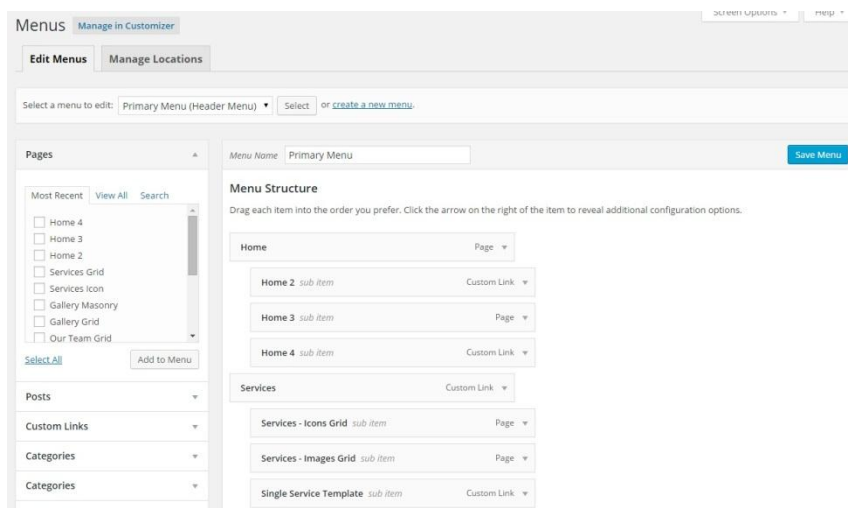 Screen Options
Help
Menus Manage in Customizer
Edit Menus Manage Locations
Select a menu to edit: Primary Menu (Header Menu) Select or create a new menu.
Pages
Most Recent View All Search
Home 4
Home 3
Home 2
Services Grid
Services Icon
Gallery Masonry
Gallery Grid
Our Team Grid
Select All Add to Menu
Posts
Custom Links
Categories
Categories
Menu Name Primary Menu Save Menu
Menu Structure
Drag each item into the order you prefer. Click the arrow on the right of the item to reveal additional configuration options.
Home Page
Home 2 sub item Custom Link
Home 3 sub item Page
Home 4 sub item Custom Link
Services Custom Link
Services - Icons Grid sub item Page
Services - Images Grid sub item Page
Single Service Template sub item Custom Link